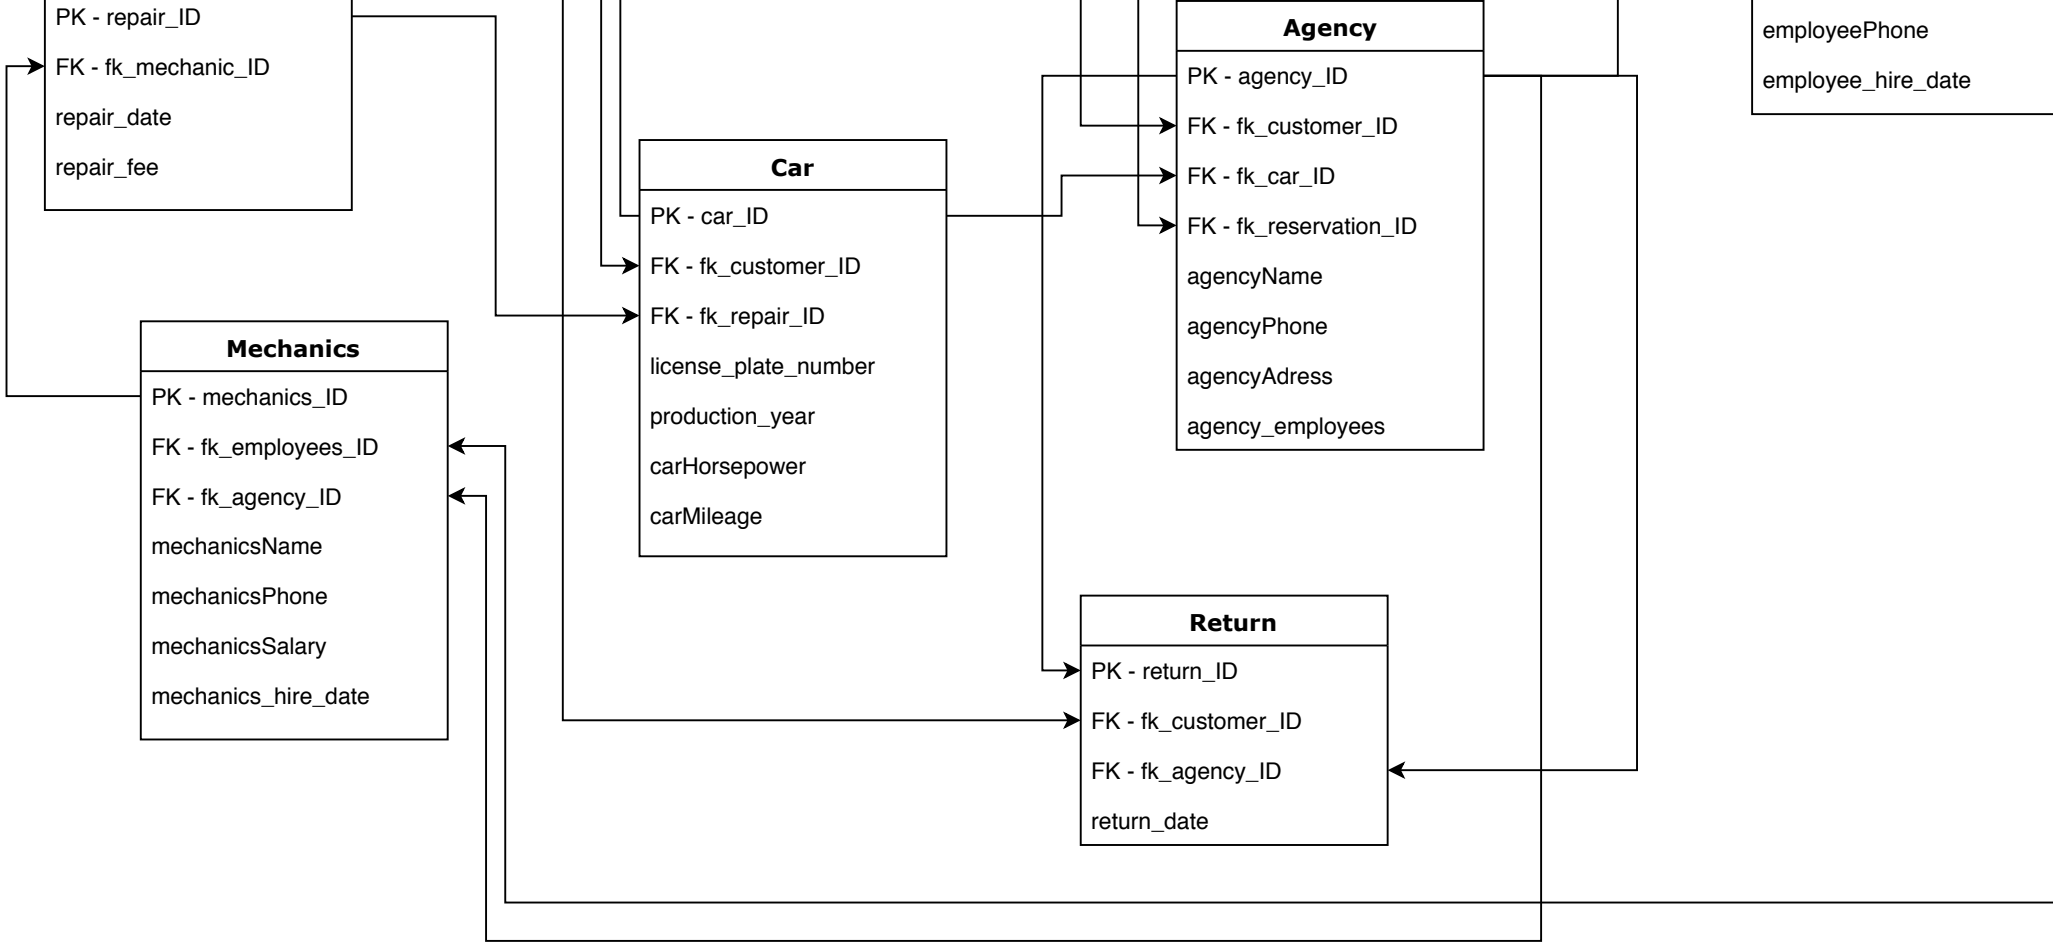 PK - repair_ID
FK - fk_mechanic_ID
repair_date
repair_fee
Mechanics
PK - mechanics_ID
FK - fk_employees_ID
FK - fk_agency_ID
mechanicsName
mechanicsPhone
mechanicsSalary
mechanics_hire_date
Car
PK - car_ID
FK - fk_customer_ID
FK - fk_repair_ID
license_plate_number
production_year
carHorsepower
carMileage
Agency
PK - agency_ID
FK - fk_customer_ID
FK - fk_car_ID
FK - fk_reservation_ID
agencyName
agencyPhone
agencyAdress
agency_employees
Return
PK - return_ID
FK - fk_customer_ID
FK - fk_agency_ID
return_date
employeePhone
employee_hire_date